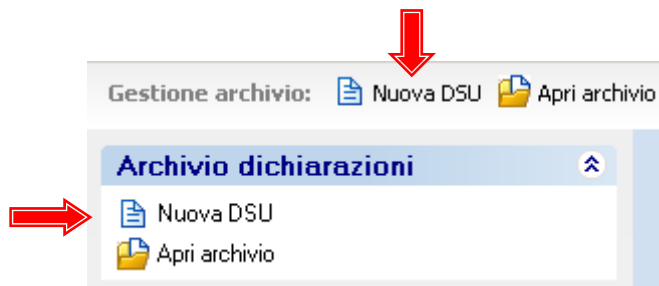 Gestione archivio: Nuova DSU Apri archivio
Archivio dichiarazioni
Nuova DSU
Apri archivio